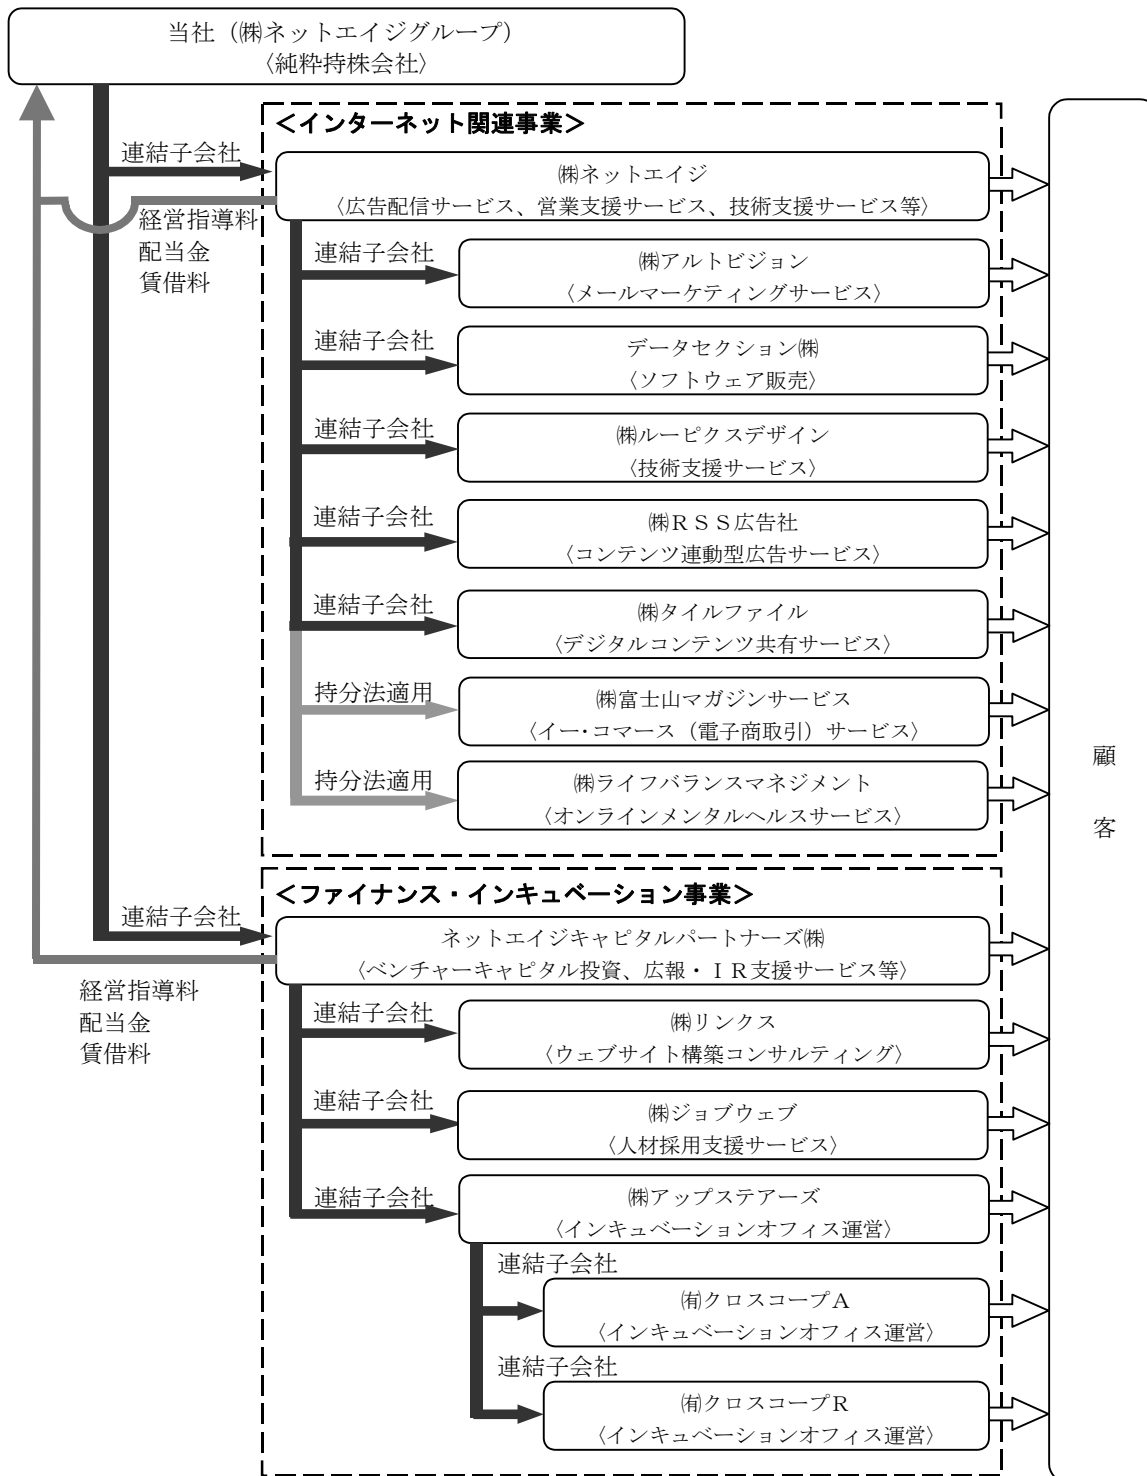 当社（㈱ネットエイジグループ）
〈純粋持株会社〉
＜インターネット関連事業＞
連結子会社
㈱ネットエイジ
〈広告配信サービス、営業支援サービス、技術支援サービス等〉
経営指導料
配当金
賃借料
連結子会社
㈱アルトビジョン
〈メールマーケティングサービス〉
連結子会社
データセクション㈱
〈ソフトウェア販売〉
連結子会社
㈱ルーピクスデザイン
〈技術支援サービス〉
連結子会社
㈱ＲＳＳ広告社
〈コンテンツ連動型広告サービス〉
連結子会社
㈱タイルファイル
〈デジタルコンテンツ共有サービス〉
持分法適用
㈱富士山マガジンサービス
〈イー・コマース（電子商取引）サービス〉
持分法適用
㈱ライフバランスマネジメント
〈オンラインメンタルヘルスサービス〉
顧
客
＜ファイナンス・インキュベーション事業＞
連結子会社
ネットエイジキャピタルパートナーズ㈱
〈ベンチャーキャピタル投資、広報・ＩＲ支援サービス等〉
経営指導料
配当金
賃借料
連結子会社
㈱リンクス
〈ウェブサイト構築コンサルティング〉
連結子会社
㈱ジョブウェブ
〈人材採用支援サービス〉
連結子会社
㈱アップステアーズ
〈インキュベーションオフィス運営〉
連結子会社
㈲クロスコープＡ
〈インキュベーションオフィス運営〉
連結子会社
㈲クロスコープＲ
〈インキュベーションオフィス運営〉